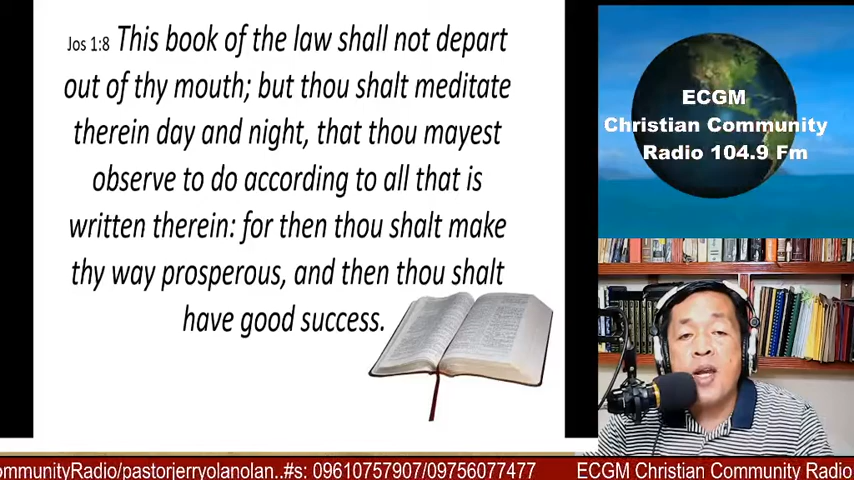 Jos 1:8 This book of the law shall not depart
out of thy mouth; but thou shalt meditate
therein day and night, that thou mayest
observe to do according to all that is
written therein: for then thou shalt make
thy way prosperous, and then thou shalt
have good success.
ECGM
Christian Community
Radio 104.9 Fm
ommunityRadio/pastorjerryolanolan..#s: 09610757907/09756077477 ECGM Christian Community Radio